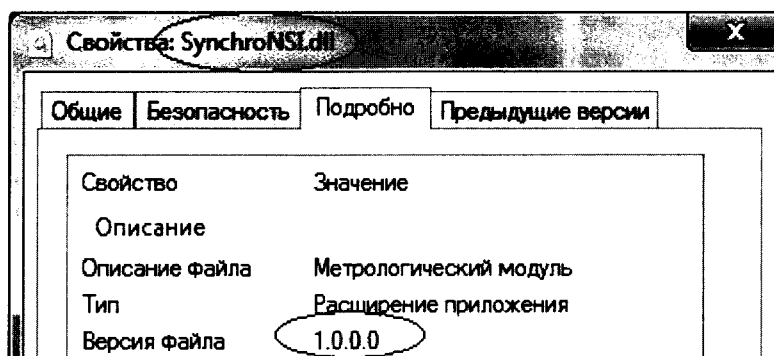 Свойства: SynchroNSI.dll
Общие Безопасность Подробно Предыдущие версии
Свойство Значение
Описание
Описание файла Метрологический модуль
Тип Расширение приложения
Версия файла 1.0.0.0